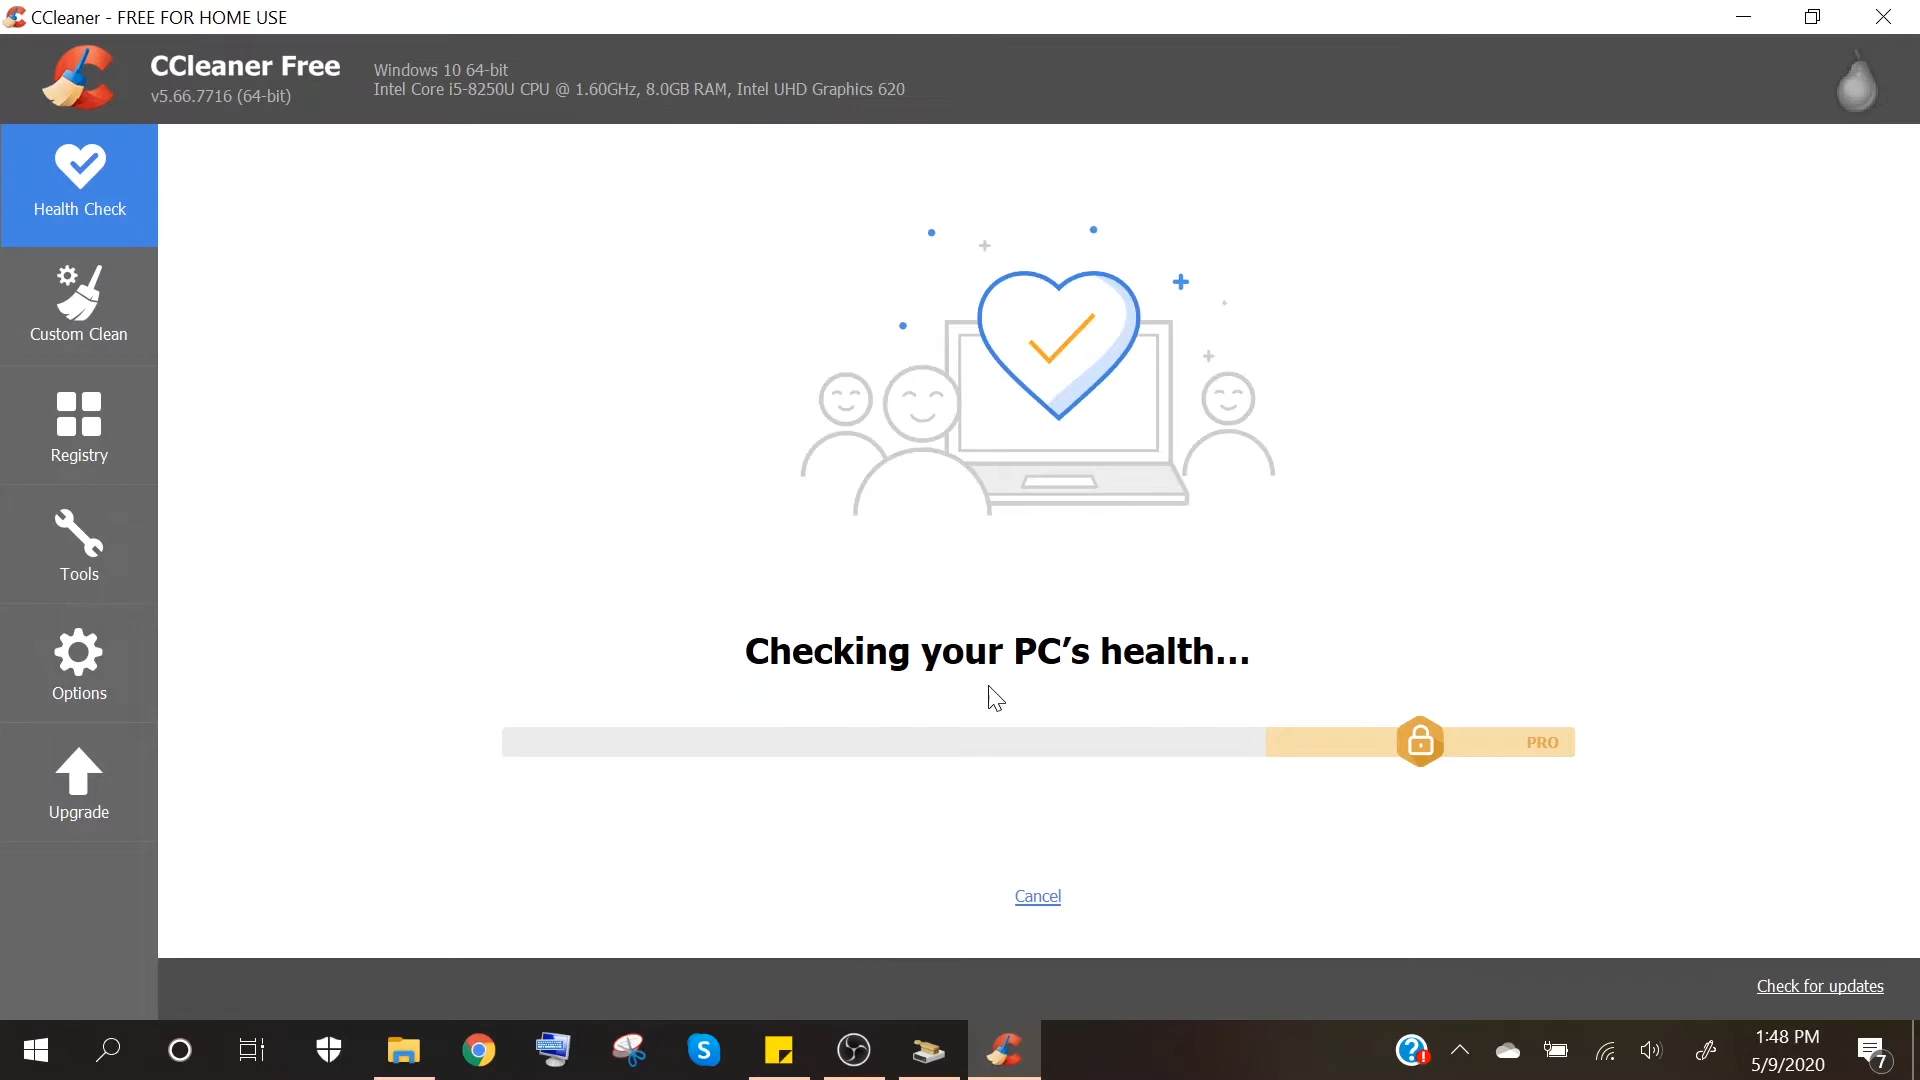 CCleaner - FREE FOR HOME USE
CCleaner Free
v5.66.7716 (64-bit)
Windows 10 64-bit
Intel Core i5-8250U CPU @ 1.60GHz, 8.0GB RAM, Intel UHD Graphics 620
Health Check
Custom Clean
Registry
Tools
Options
Upgrade
Checking your PC’s health...
PRO
Cancel
Check for updates
S
1:48 PM
5/9/2020
7